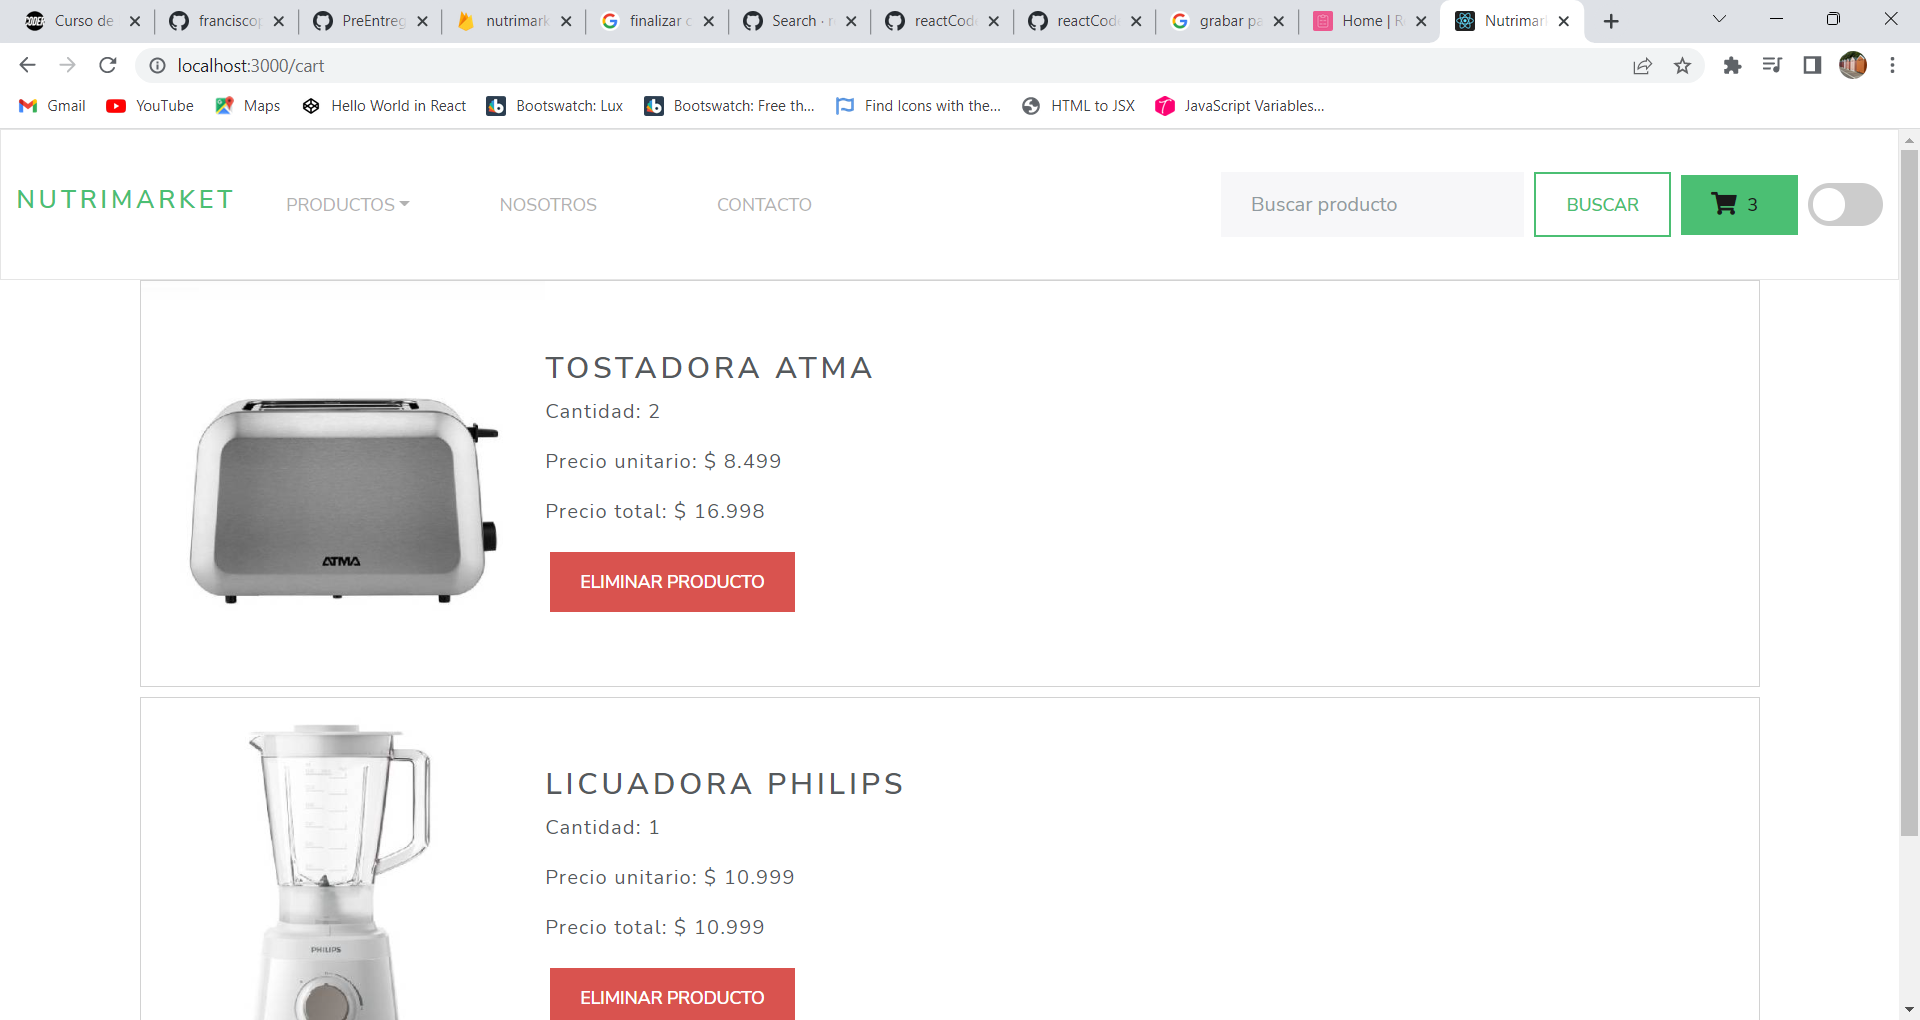 Curso de
francisco
PreEntreg
nutrimark
finalizar c
Search · r
reactCod
reactCod
grabar pa
Home | R
Nutrimar
localhost:3000/cart
Gmail
YouTube
Maps
Hello World in React
Bootswatch: Lux
Bootswatch: Free th...
Find Icons with the...
HTML to JSX
JavaScript Variables...
NUTRIMARKET
PRODUCTOS
NOSOTROS
CONTACTO
Buscar producto
BUSCAR
3
TOSTADORA ATMA
Cantidad: 2
Precio unitario: $ 8.499
Precio total: $ 16.998
ATMA
ELIMINAR PRODUCTO
LICUADORA PHILIPS
Cantidad: 1
Precio unitario: $ 10.999
Precio total: $ 10.999
PHILIPS
ELIMINAR PRODUCTO